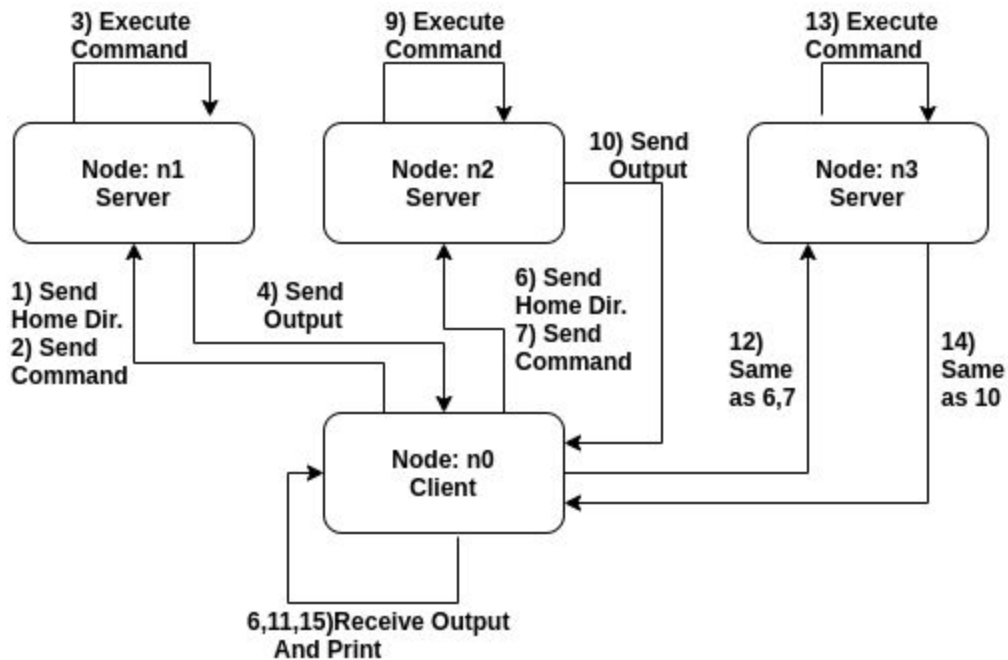 3) Execute
Command
9) Execute
Command
13) Execute
Command
Node: n1
Server
Node: n2
Server
10) Send
Output
Node: n3
Server
1) Send
Home Dir.
2) Send
Command
4) Send
Output
6) Send
Home Dir.
7) Send
Command
12)
Same
as 6,7
14)
Same
as 10
Node: n0
Client
6,11,15)Receive Output
And Print